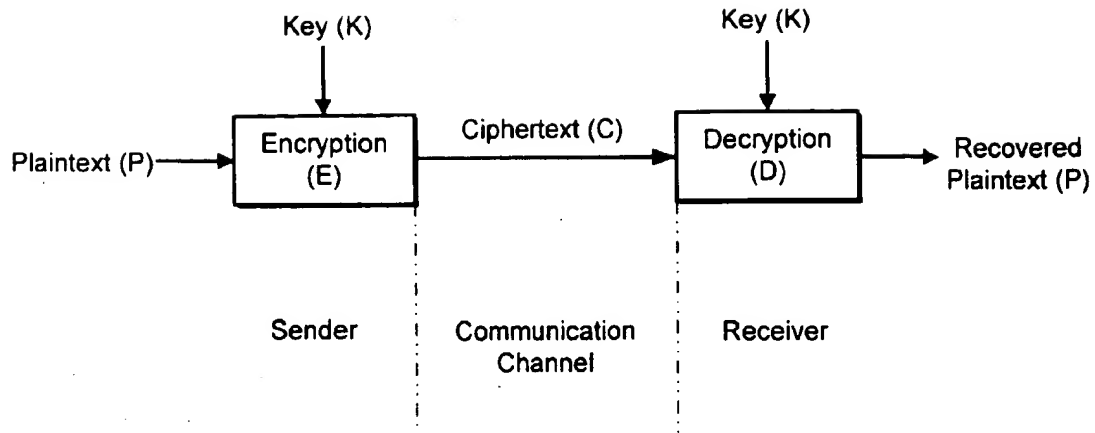 Key (K)
Key (K)
Plaintext (P)
Encryption
(E)
Ciphertext (C)
Decryption
(D)
Recovered
Plaintext (P)
Sender
Communication
Channel
Receiver